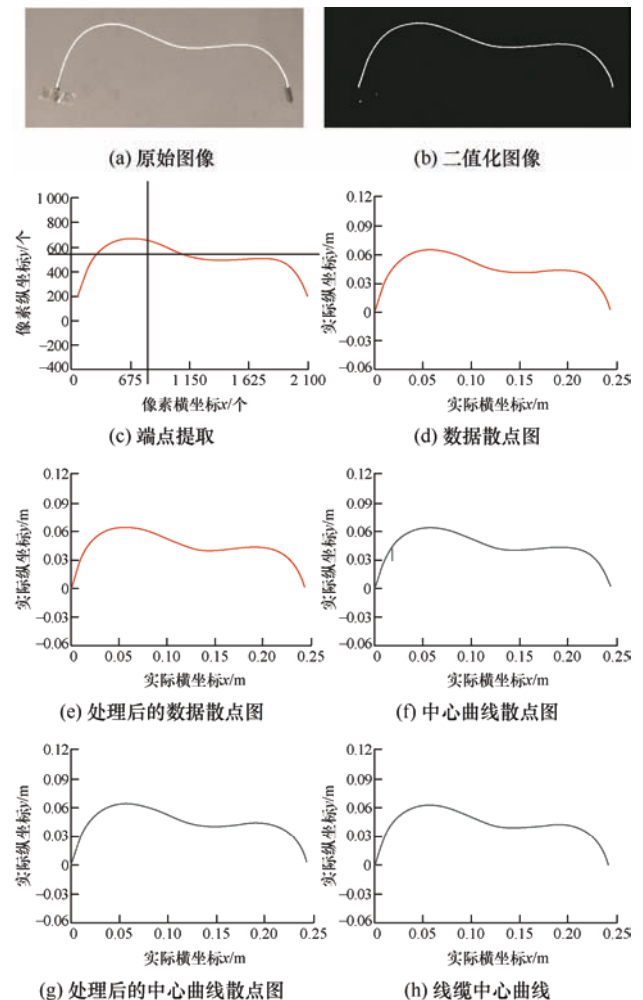 (a) 原始图像
(b) 二值化图像
像素纵坐标y/个
1 000
800
600
400
200
0
−200
−400
0 675 1 150 1 625 2 100
像素横坐标x/个
(c) 端点提取
实际纵坐标y/m
0.12
0.09
0.06
0.03
0
−0.03
−0.06
0 0.05 0.10 0.15 0.20 0.25
实际横坐标x/m
(d) 数据散点图
实际纵坐标y/m
0.12
0.09
0.06
0.03
0
−0.03
−0.06
0 0.05 0.10 0.15 0.20 0.25
实际横坐标x/m
(e) 处理后的数据散点图
实际纵坐标y/m
0.12
0.09
0.06
0.03
0
−0.03
−0.06
0 0.05 0.10 0.15 0.20 0.25
实际横坐标x/m
(f) 中心曲线散点图
实际纵坐标y/m
0.12
0.09
0.06
0.03
0
−0.03
−0.06
0 0.05 0.10 0.15 0.20 0.25
实际横坐标x/m
(g) 处理后的中心曲线散点图
实际纵坐标y/m
0.12
0.09
0.06
0.03
0
−0.03
−0.06
0 0.05 0.10 0.15 0.20 0.25
实际横坐标x/m
(h) 线缆中心曲线